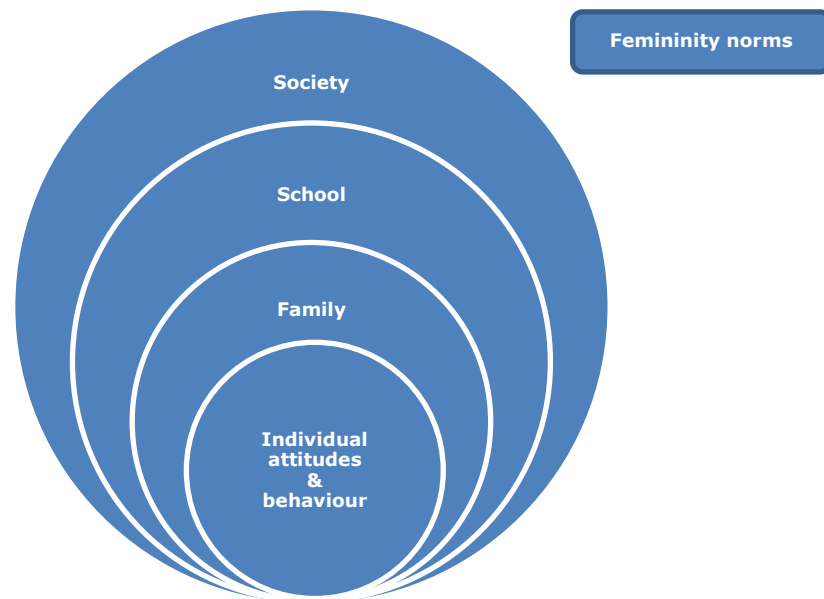 Femininity norms
Society
School
Family
Individual
attitudes
&
behaviour